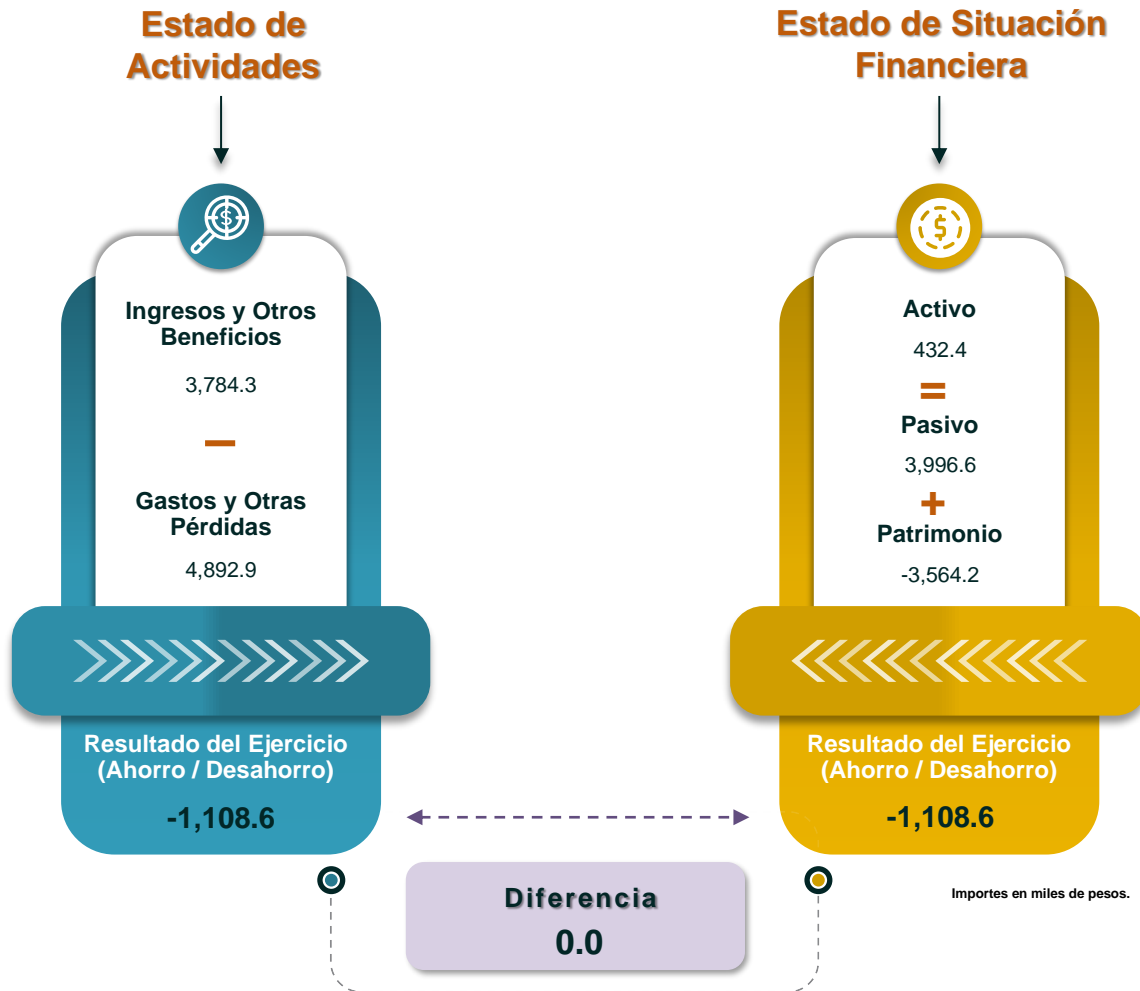 Estado de
Actividades
Ingresos y Otros
Beneficios
3,784.3
–
Gastos y Otras
Pérdidas
4,892.9
Resultado del Ejercicio
(Ahorro / Desahorro)
-1,108.6
Estado de Situación
Financiera
$
Activo
432.4
=
Pasivo
3,996.6
+
Patrimonio
-3,564.2
Resultado del Ejercicio
(Ahorro / Desahorro)
-1,108.6
Diferencia
0.0
Importes en miles de pesos.